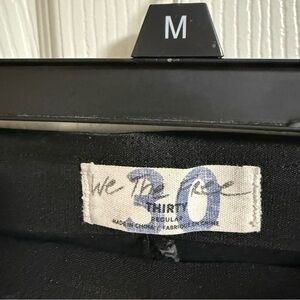 M
We The Free
30
THIRTY
REGULAR
MADE IN CHINA / FABRIQUÉ EN CHINE